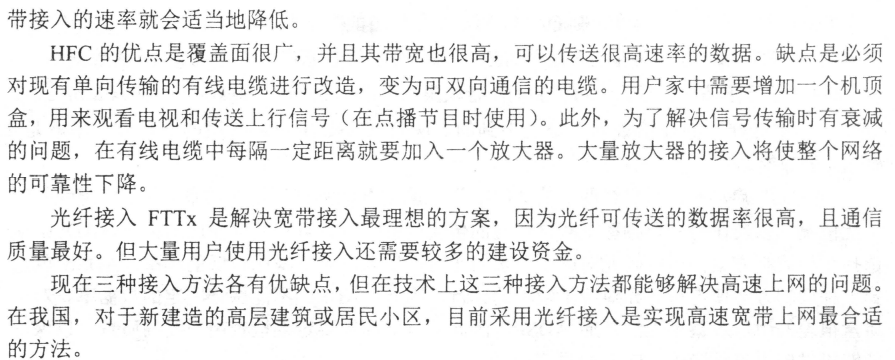 带接入的速率就会适当地降低。
HFC 的优点是覆盖面很广，并且其带宽也很高，可以传送很高速率的数据。缺点是必须
对现有单向传输的有线电缆进行改造，变为可双向通信的电缆。用户家中需要增加一个机顶
盒，用来观看电视和传送上行信号（在点播节目时使用）。此外，为了解决信号传输时有衰减
的问题，在有线电缆中每隔一定距离就要加入一个放大器。大量放大器的接入将使整个网络
的可靠性下降。
光纤接入 FTTx 是解决宽带接入最理想的方案，因为光纤可传送的数据率很高，且通信
质量最好。但大量用户使用光纤接入还需要较多的建设资金。
现在三种接入方法各有优缺点，但在技术上这三种接入方法都能够解决高速上网的问题。
在我国，对于新建造的高层建筑或居民小区，目前采用光纤接入是实现高速宽带上网最合适
的方法。